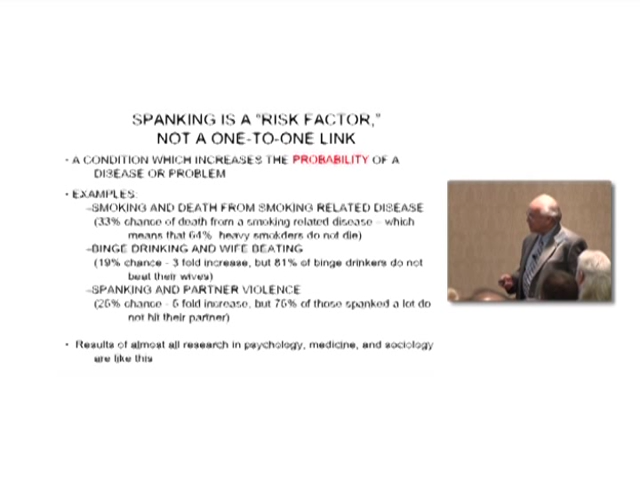 SPANKING IS A "RISK FACTOR,"
NOT A ONE-TO-ONE LINK
• A CONDITION WHICH INCREASES THE PROBABILITY OF A
DISEASE OR PROBLEM
• EXAMPLES:
–SMOKING AND DEATH FROM SMOKING RELATED DISEASE
(33% chance of death from a smoking related disease – which
means that 64% heavy smokders do not die)
–BINGE DRINKING AND WIFE BEATING
(19% chance - 3 fold increase, but 81% of binge drinkers do not
beat their wives)
–SPANKING AND PARTNER VIOLENCE
chance - 6 fold increase, but of those spanked a lot do
not hit their partner)
• Results of almost all research in psychology, medicine, and sociology
are like this